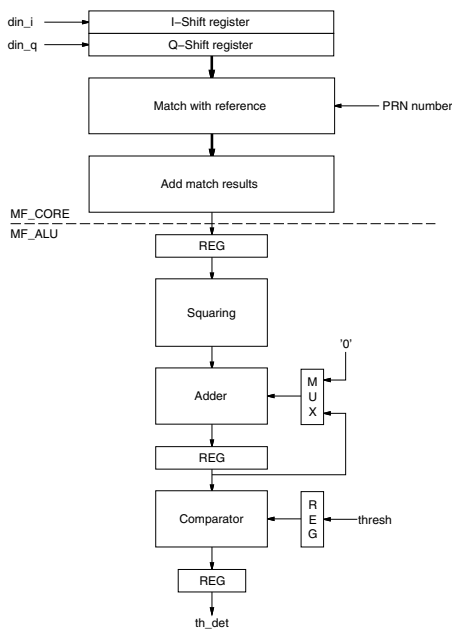 din_i
I-Shift register
din_q
Q-Shift register
Match with reference
PRN number
Add match results
MF_CORE
MF_ALU
REG
Squaring
'0'
Adder
M
U
X
REG
Comparator
R
E
G
thresh
REG
th_det